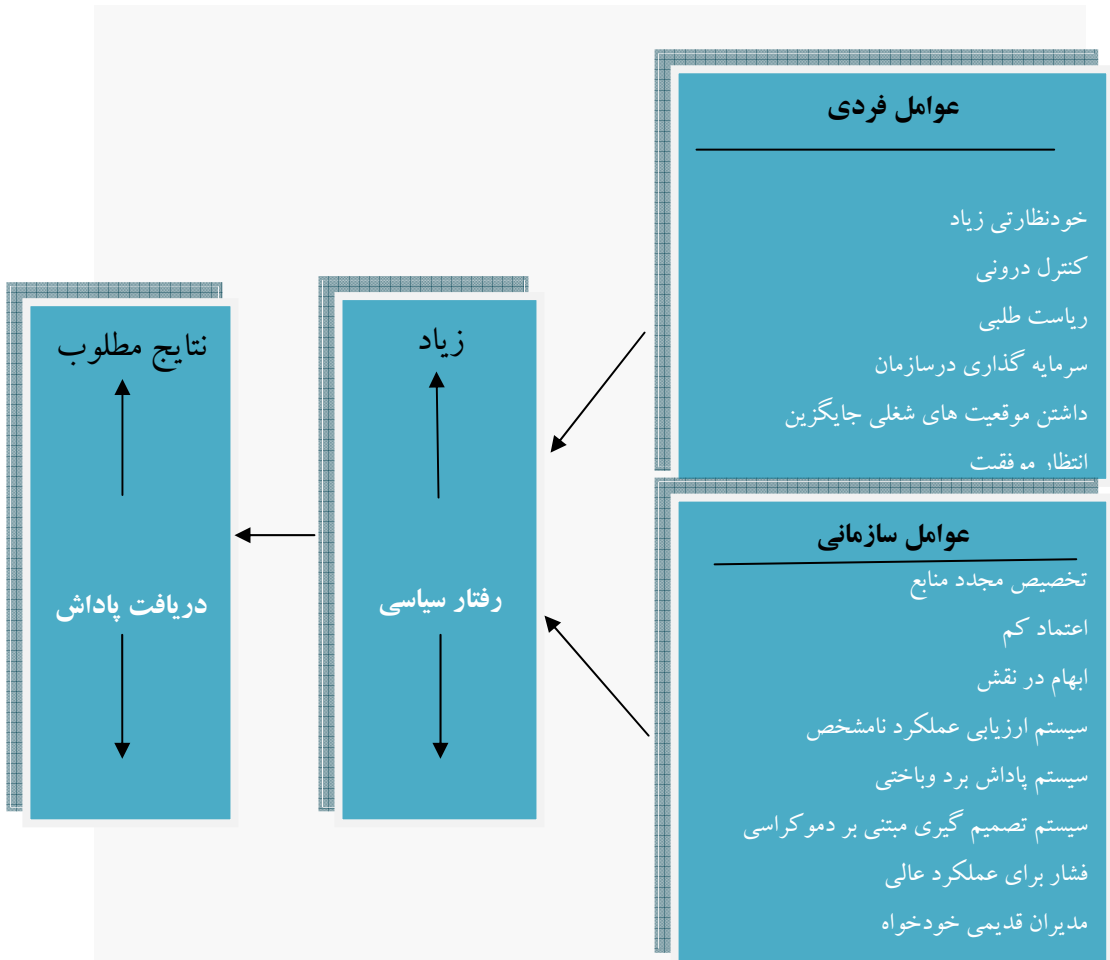 عوامل فردی
خودنظارتی زیاد
کنترل درونی
ریاست طلبی
سرمایه گذاری درسازمان
داشتن موقعیت های شغلی جایگزین
انتظار موفقیت
عوامل سازمانی
تخصیص مجدد منابع
اعتماد کم
ابهام در نقش
سیستم ارزیابی عملکرد نامشخص
سیستم پاداش برد وباختی
سیستم تصمیم گیری مبتنی بر دموکراسی
فشار برای عملکرد عالی
مدیران قدیمی خودخواه
زیاد
رفتار سیاسی
نتایج مطلوب
دریافت پاداش